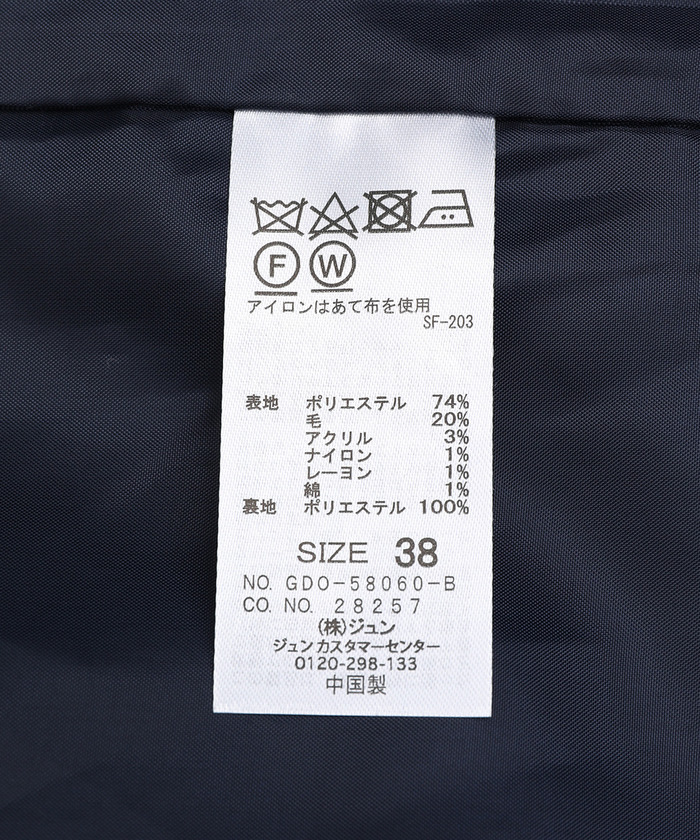 F W
アイロンはあて布を使用
SF-203
表地 ポリエステル 74%
毛 20%
アクリル 3%
ナイロン 1%
レーヨン 1%
綿 1%
裏地 ポリエステル 100%
SIZE 38
NO. GDO-58060-B
CO. NO. 28257
(株)ジュン
ジュンカスタマーセンター
0120-298-133
中国製